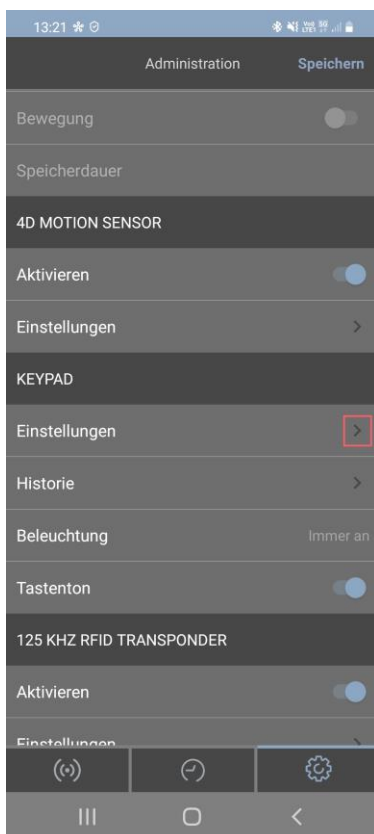 13:21
Administration Speichern
Bewegung
Speicherdauer
4D MOTION SENSOR
Aktivieren
Einstellungen
KEYPAD
Einstellungen
Historie
Beleuchtung Immer an
Tastenton
125 KHZ RFID TRANSPONDER
Aktivieren
Einstellungen